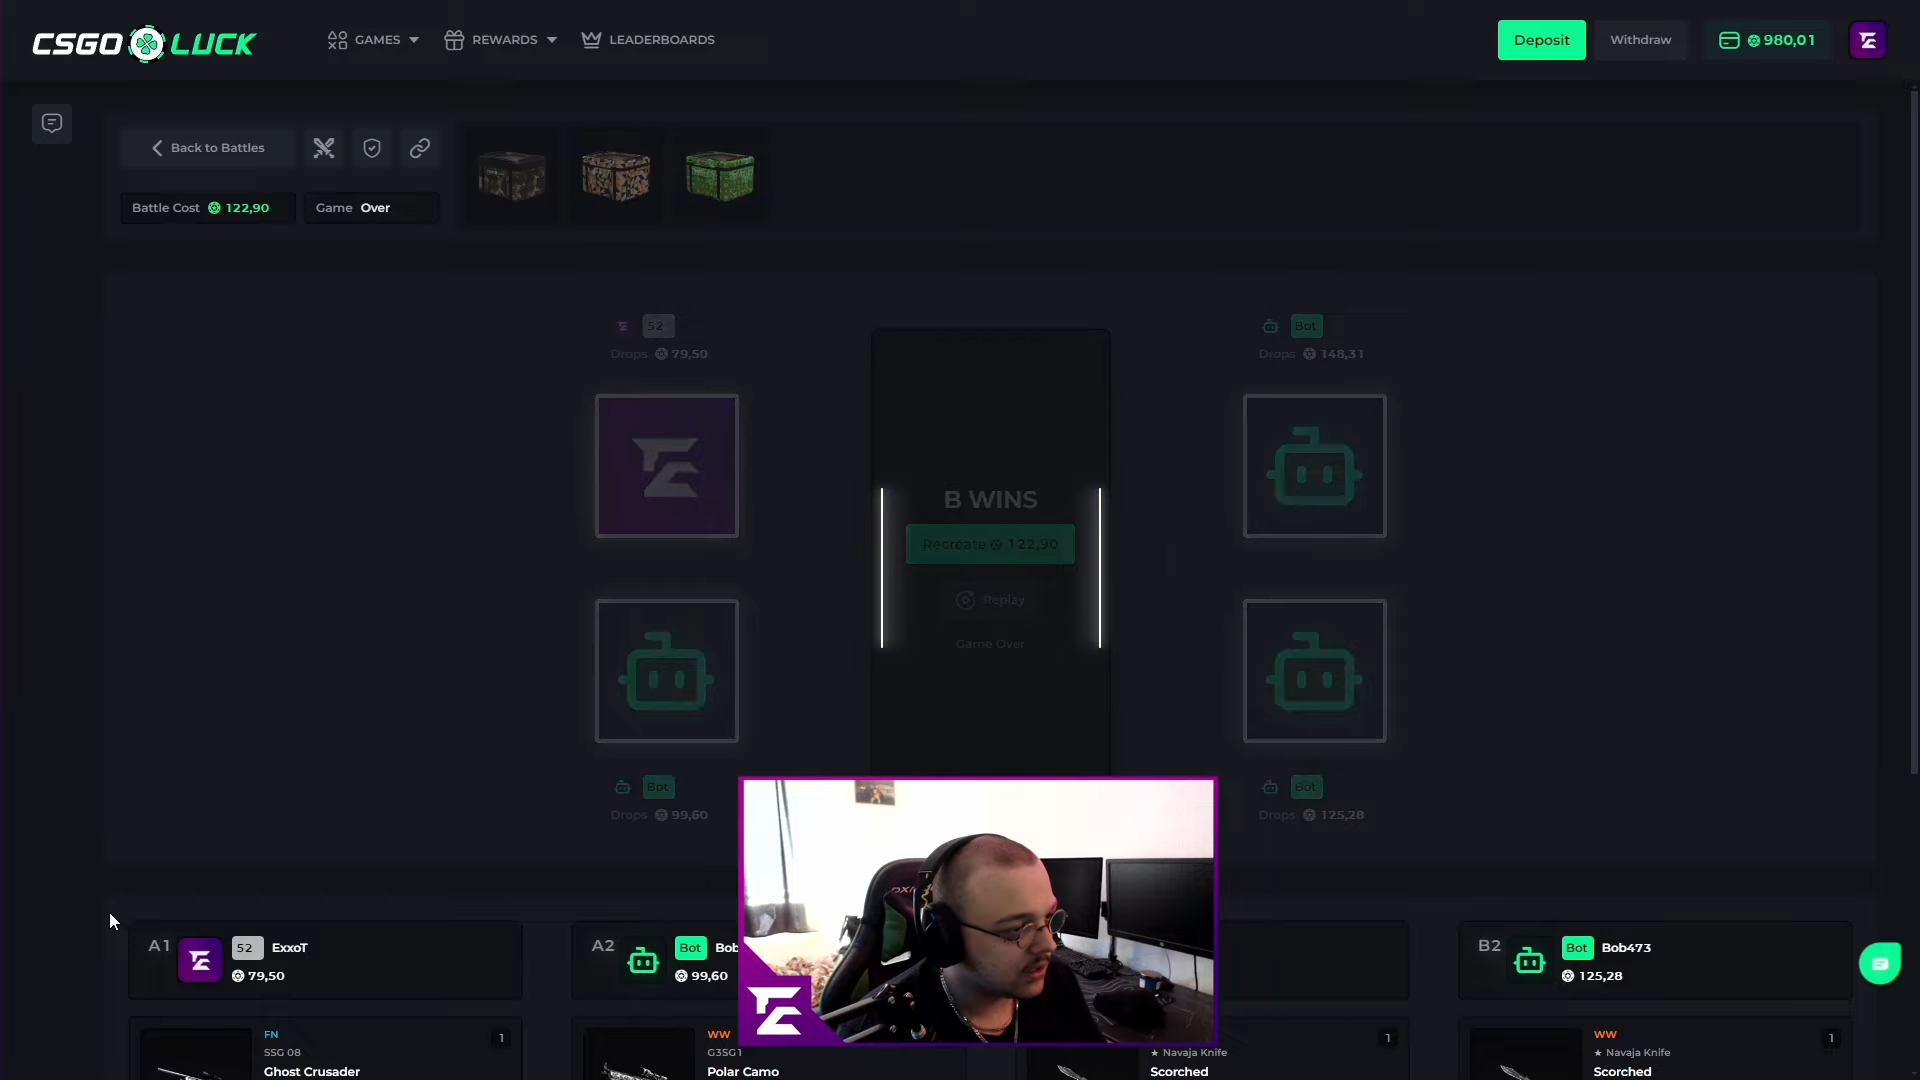 CSGO LUCK
GAMES
REWARDS
LEADERBOARDS
Deposit
Withdraw
980,01
Back to Battles
Battle Cost 122,90
Game Over
52
Drops 79,50
Bot
Drops 148,31
B WINS
Recreate 122,90
Replay
Game Over
Bot
Drops 99,60
Bot
Drops 125,28
A1
52 ExxoT
79,50
A2
Bot Bob
99,60
B2
Bot Bob473
125,28
FN
1
SSG 08
Ghost Crusader
WW
G3SG1
Polar Camo
1
★ Navaja Knife
Scorched
WW
1
★ Navaja Knife
Scorched